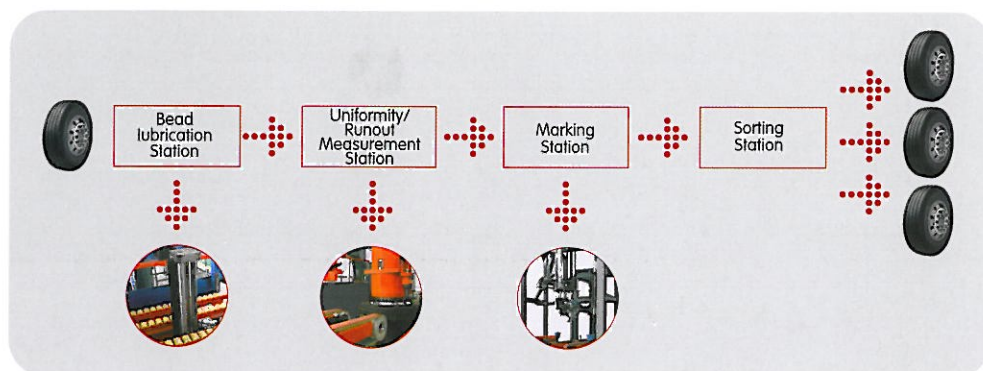 Bead
lubrication
Station
Uniformity/
Runout
Measurement
Station
Marking
Station
Sorting
Station